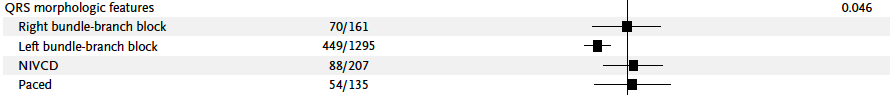 QRS morphologic features 0.046
Right bundle-branch block 70/161
Left bundle-branch block 449/1295
NIVCD 88/207
Paced 54/135